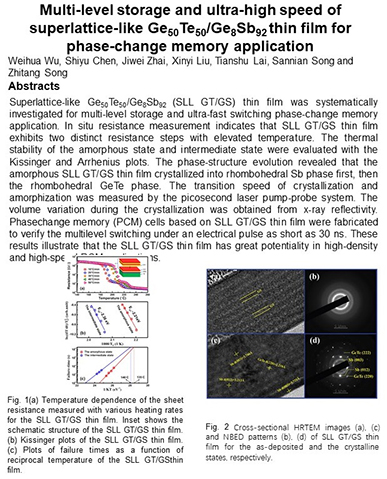 Multi-level storage and ultra-high speed of
superlattice-like Ge50Te50/Ge8Sb92 thin film for
phase-change memory application
Weihua Wu, Shiyu Chen, Jiwei Zhai, Xinyi Liu, Tianshu Lai, Sannian Song and
Zhitang Song
Abstracts
Superlattice-like Ge50Te50/Ge8Sb92 (SLL GT/GS) thin film was systematically
investigated for multi-level storage and ultra-fast switching phase-change memory
application. In situ resistance measurement indicates that SLL GT/GS thin film
exhibits two distinct resistance steps with elevated temperature. The thermal
stability of the amorphous state and intermediate state were evaluated with the
Kissinger and Arrhenius plots. The phase-structure evolution revealed that the
amorphous SLL GT/GS thin film crystallized into rhombohedral Sb phase first, then
the rhombohedral GeTe phase. The transition speed of crystallization and
amorphization was measured by the picosecond laser pump-probe system. The
volume variation during the crystallization was obtained from x-ray reflectivity.
Phasechange memory (PCM) cells based on SLL GT/GS thin film were fabricated
to verify the multilevel switching under an electrical pulse as short as 30 ns. These
results illustrate that the SLL GT/GS thin film has great potentiality in high-density
and high-spe ns.
(a)
(b)
(c)
(a)
(b)
(c)
(d)
GeTe (222)
Sb (003)
Sb (012)
GeTe (220)
Fig. 1(a) Temperature dependence of the sheet
resistance measured with various heating rates
for the SLL GT/GS thin film. Inset shows the
schematic structure of the SLL GT/GS thin film.
(b) Kissinger plots of the SLL GT/GS thin film.
(c) Plots of failure times as a function of
reciprocal temperature of the SLL GT/GSthin
film.
Fig. 2 Cross-sectional HRTEM images (a), (c)
and NBED patterns (b), (d) of SLL GT/GS thin
film for the as-deposited and the crystalline
states, respectively.